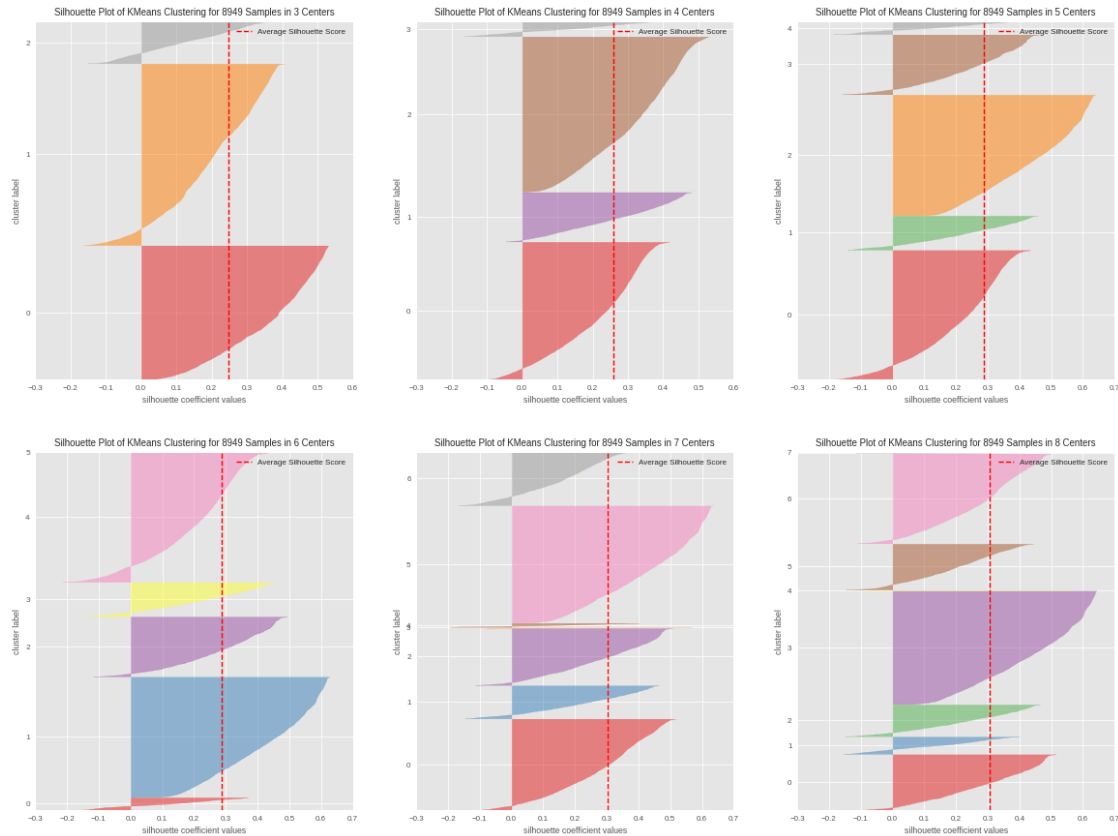 Silhouette Plot of KMeans Clustering for 8949 Samples in 3 Centers
Average Silhouette Score
2
1
0
cluster label
−0.3 −0.2 −0.1 0.0 0.1 0.2 0.3 0.4 0.5 0.6
silhouette coefficient values
Silhouette Plot of KMeans Clustering for 8949 Samples in 4 Centers
Average Silhouette Score
3
2
1
0
cluster label
−0.3 −0.2 −0.1 0.0 0.1 0.2 0.3 0.4 0.5 0.6
silhouette coefficient values
Silhouette Plot of KMeans Clustering for 8949 Samples in 5 Centers
Average Silhouette Score
4
3
2
1
0
cluster label
−0.3 −0.2 −0.1 0.0 0.1 0.2 0.3 0.4 0.5 0.6 0.7
silhouette coefficient values
Silhouette Plot of KMeans Clustering for 8949 Samples in 6 Centers
Average Silhouette Score
5
4
3
2
1
0
cluster label
−0.3 −0.2 −0.1 0.0 0.1 0.2 0.3 0.4 0.5 0.6 0.7
silhouette coefficient values
Silhouette Plot of KMeans Clustering for 8949 Samples in 7 Centers
Average Silhouette Score
6
5
4
3
2
1
0
cluster label
−0.3 −0.2 −0.1 0.0 0.1 0.2 0.3 0.4 0.5 0.6 0.7
silhouette coefficient values
Silhouette Plot of KMeans Clustering for 8949 Samples in 8 Centers
Average Silhouette Score
7
6
5
4
3
2
1
0
cluster label
−0.3 −0.2 −0.1 0.0 0.1 0.2 0.3 0.4 0.5 0.6 0.7
silhouette coefficient values